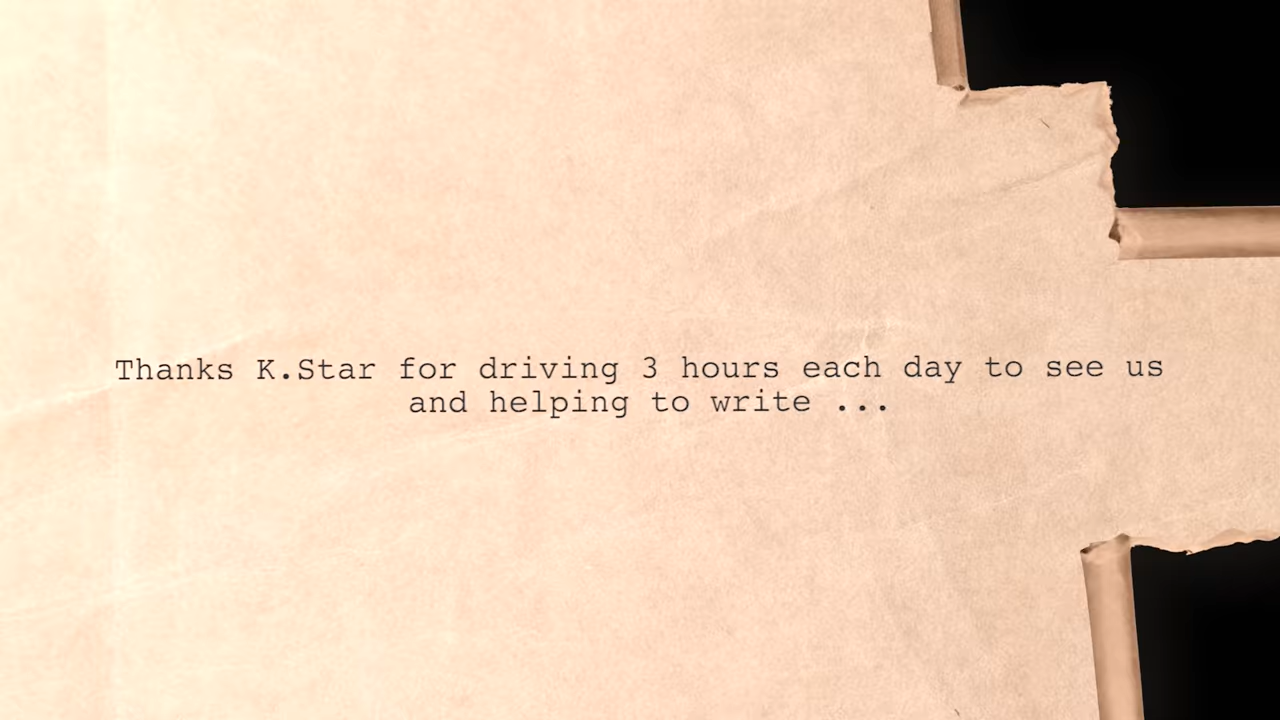 Thanks K.Star for driving 3 hours each day to see us
and helping to write ...